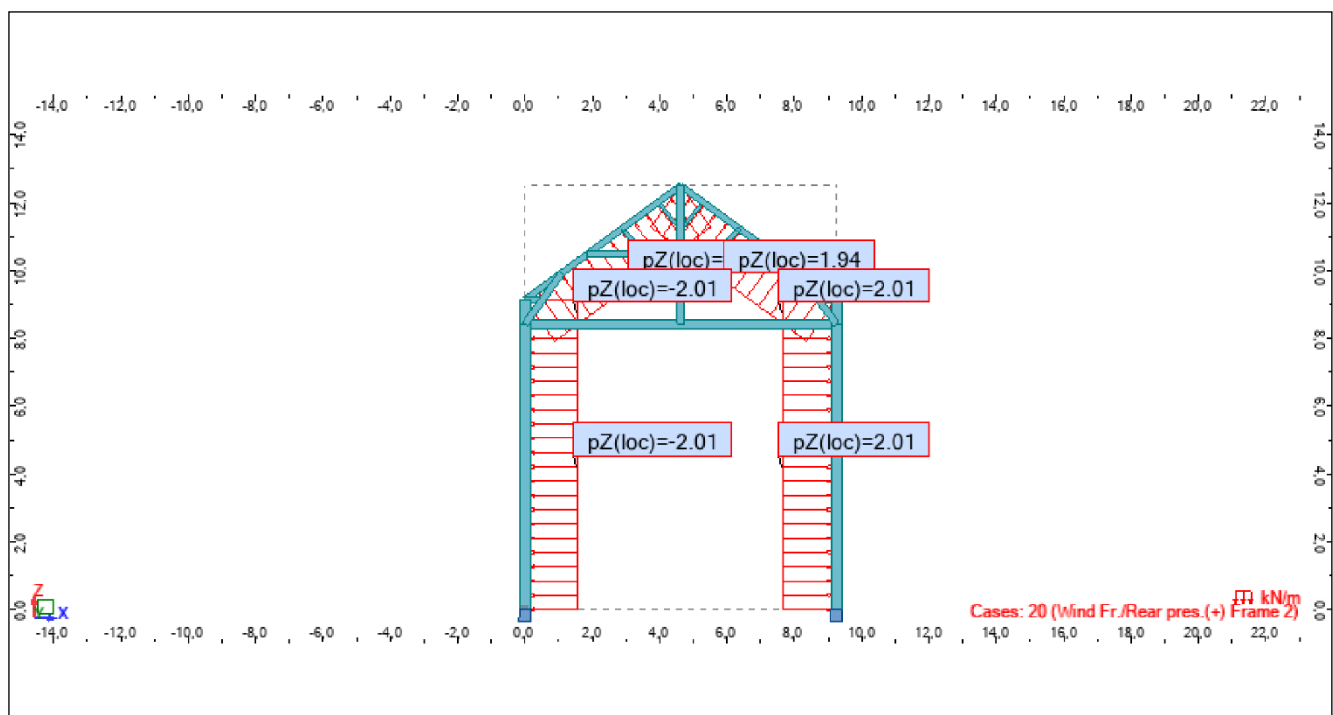 -14,0 -12,0 -10,0 -8,0 -6,0 -4,0 -2,0 0,0 2,0 4,0 6,0 8,0 10,0 12,0 14,0 16,0 18,0 20,0 22,0
14,0 14,0
12,0 12,0
10,0 10,0
pZ(loc)= pZ(loc)=1.94
pZ(loc)=-2.01 pZ(loc)=2.01
8,0 8,0
6,0 6,0
pZ(loc)=-2.01 pZ(loc)=2.01
4,0 4,0
2,0 2,0
Z
X
kN/m
0,0 0,0
Cases: 20 (Wind Fr./Rear pres.(+) Frame 2)
-14,0 -12,0 -10,0 -8,0 -6,0 -4,0 -2,0 0,0 2,0 4,0 6,0 8,0 10,0 12,0 14,0 16,0 18,0 20,0 22,0